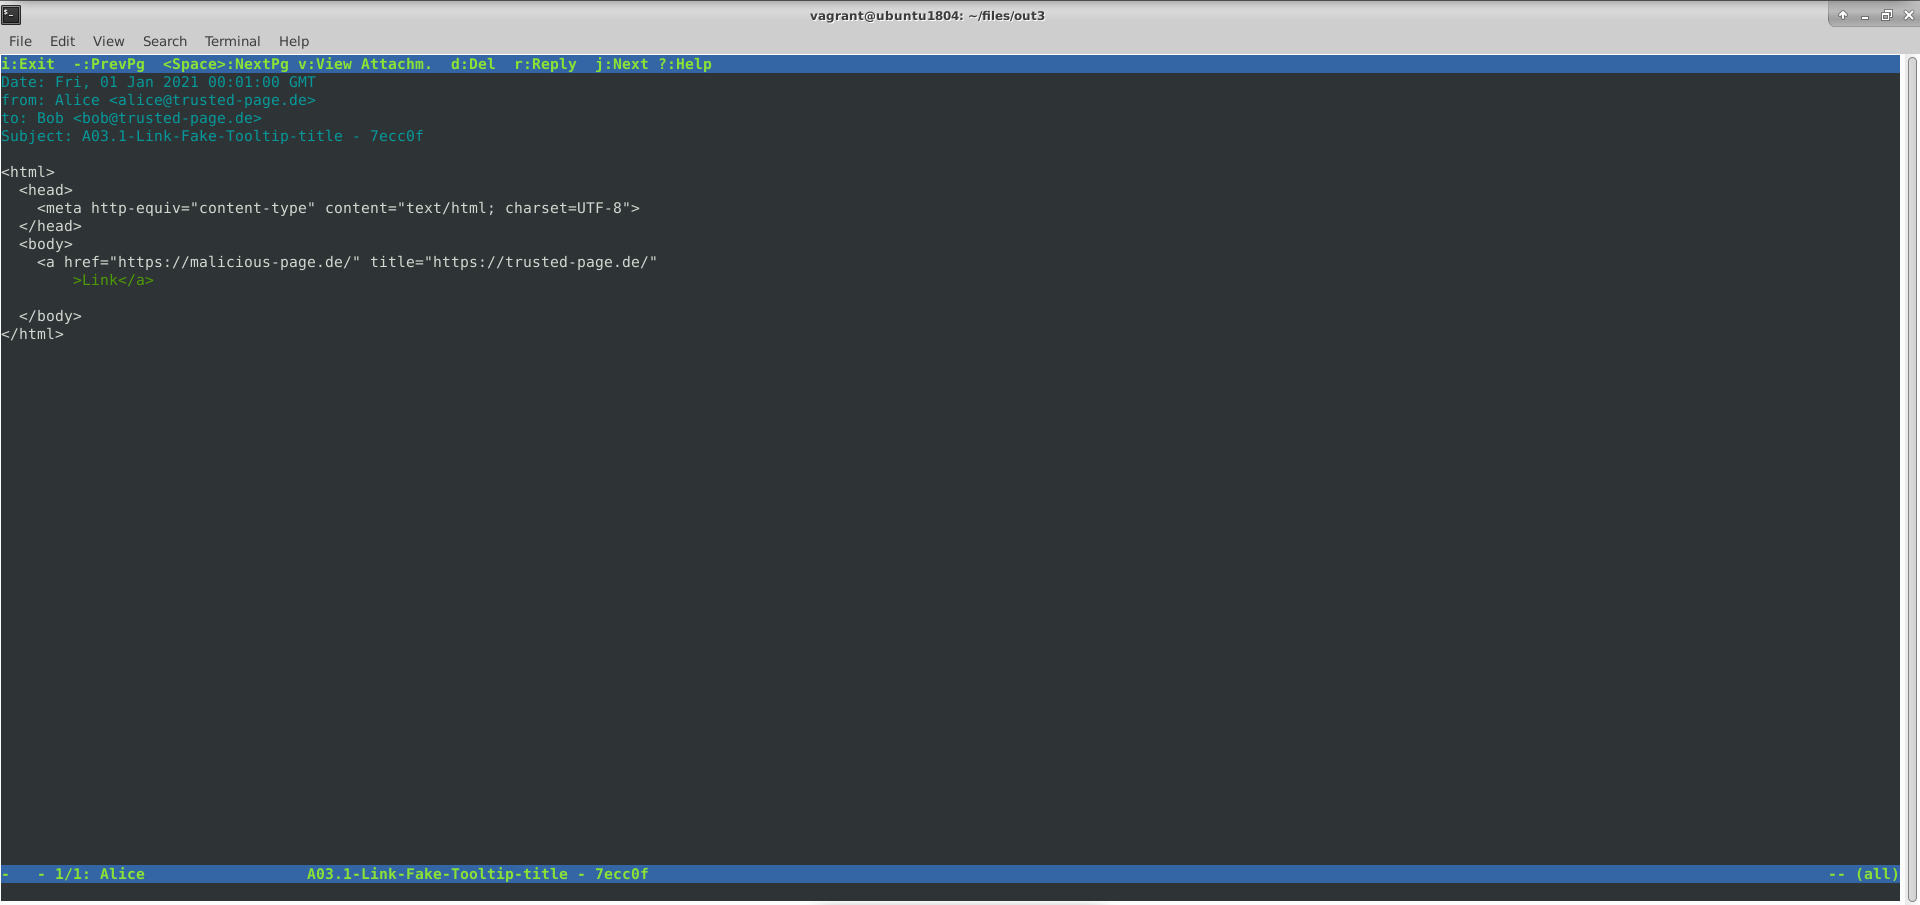 vagrant@ubuntu1804: ~/files/out3
File Edit View Search Terminal Help
i:Exit  -:PrevPg  <Space>:NextPg v:View Attachm.  d:Del  r:Reply  j:Next ?:Help
Date: Fri, 01 Jan 2021 00:01:00 GMT
from: Alice <alice@trusted-page.de>
to: Bob <bob@trusted-page.de>
Subject: A03.1-Link-Fake-Tooltip-title - 7ecc0f
<html>
  <head>
    <meta http-equiv="content-type" content="text/html; charset=UTF-8">
  </head>
  <body>
    <a href="https://malicious-page.de/" title="https://trusted-page.de/"
        >Link</a>
  </body>
</html>
-   - 1/1: Alice                  A03.1-Link-Fake-Tooltip-title - 7ecc0f                  -- (all)